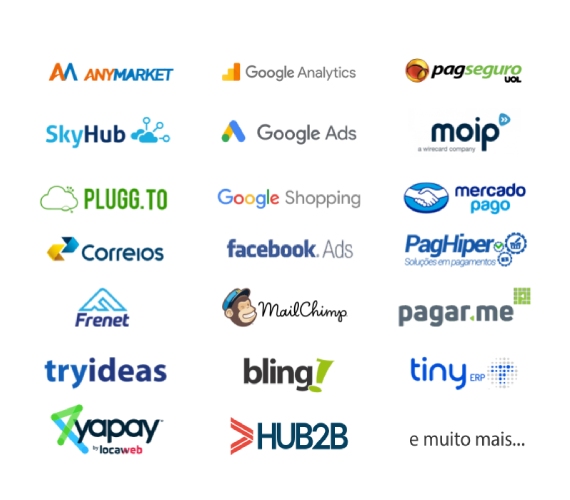 ANYMARKET
Google Analytics
pagseguro
UOL
SkyHub
Google Ads
moip
a wirecard company
PLUGG.TO
Google Shopping
mercado
pago
Correios
facebook. Ads
PagHiper
Soluções em pagamentos
Frenet
MailChimp
pagar.me
tryideas
bling!
tiny ERP
yapay
by locaweb
HUB2B
e muito mais...